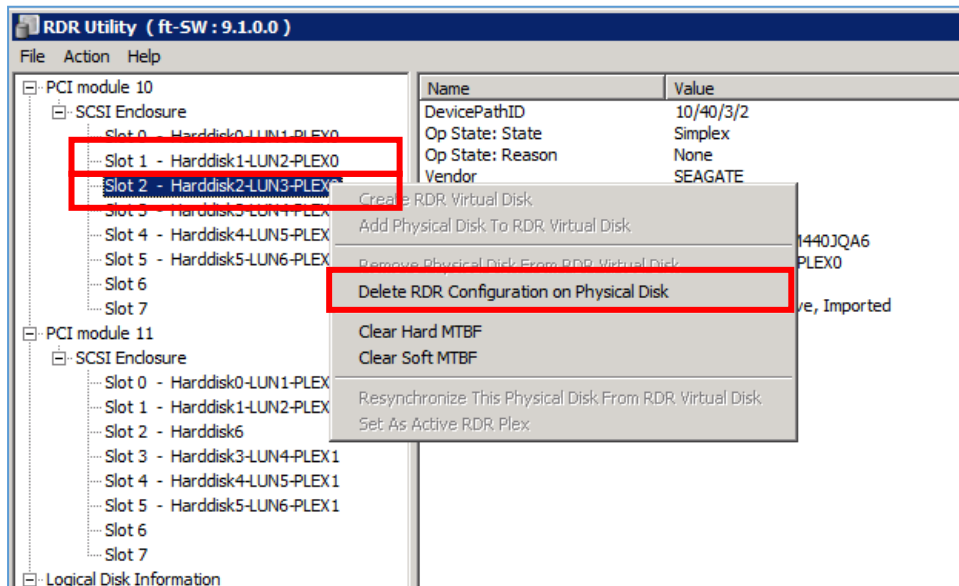 RDR Utility ( ft-SW : 9.1.0.0 )
File Action Help
PCI module 10
SCSI Enclosure
Slot 0 - Harddisk0-LUN1-PLEX0
Slot 1 - Harddisk1-LUN2-PLEX0
Slot 2 - Harddisk2-LUN3-PLEX0
Slot 3 - Harddisk3-LUN4-PLEX0
Slot 4 - Harddisk4-LUN5-PLEX
Slot 5 - Harddisk5-LUN6-PLEX
Slot 6
Slot 7
PCI module 11
SCSI Enclosure
Slot 0 - Harddisk0-LUN1-PLEX
Slot 1 - Harddisk1-LUN2-PLEX
Slot 2 - Harddisk6
Slot 3 - Harddisk3-LUN4-PLEX1
Slot 4 - Harddisk4-LUN5-PLEX1
Slot 5 - Harddisk5-LUN6-PLEX1
Slot 6
Slot 7
Logical Disk Information
Name Value
DevicePathID 10/40/3/2
Op State: State Simplex
Op State: Reason None
Vendor SEAGATE
M440JQA6
PLEX0
ve, Imported
Create RDR Virtual Disk
Add Physical Disk To RDR Virtual Disk
Remove Physical Disk From RDR Virtual Disk
Delete RDR Configuration on Physical Disk
Clear Hard MTBF
Clear Soft MTBF
Resynchronize This Physical Disk From RDR Virtual Disk
Set As Active RDR Plex